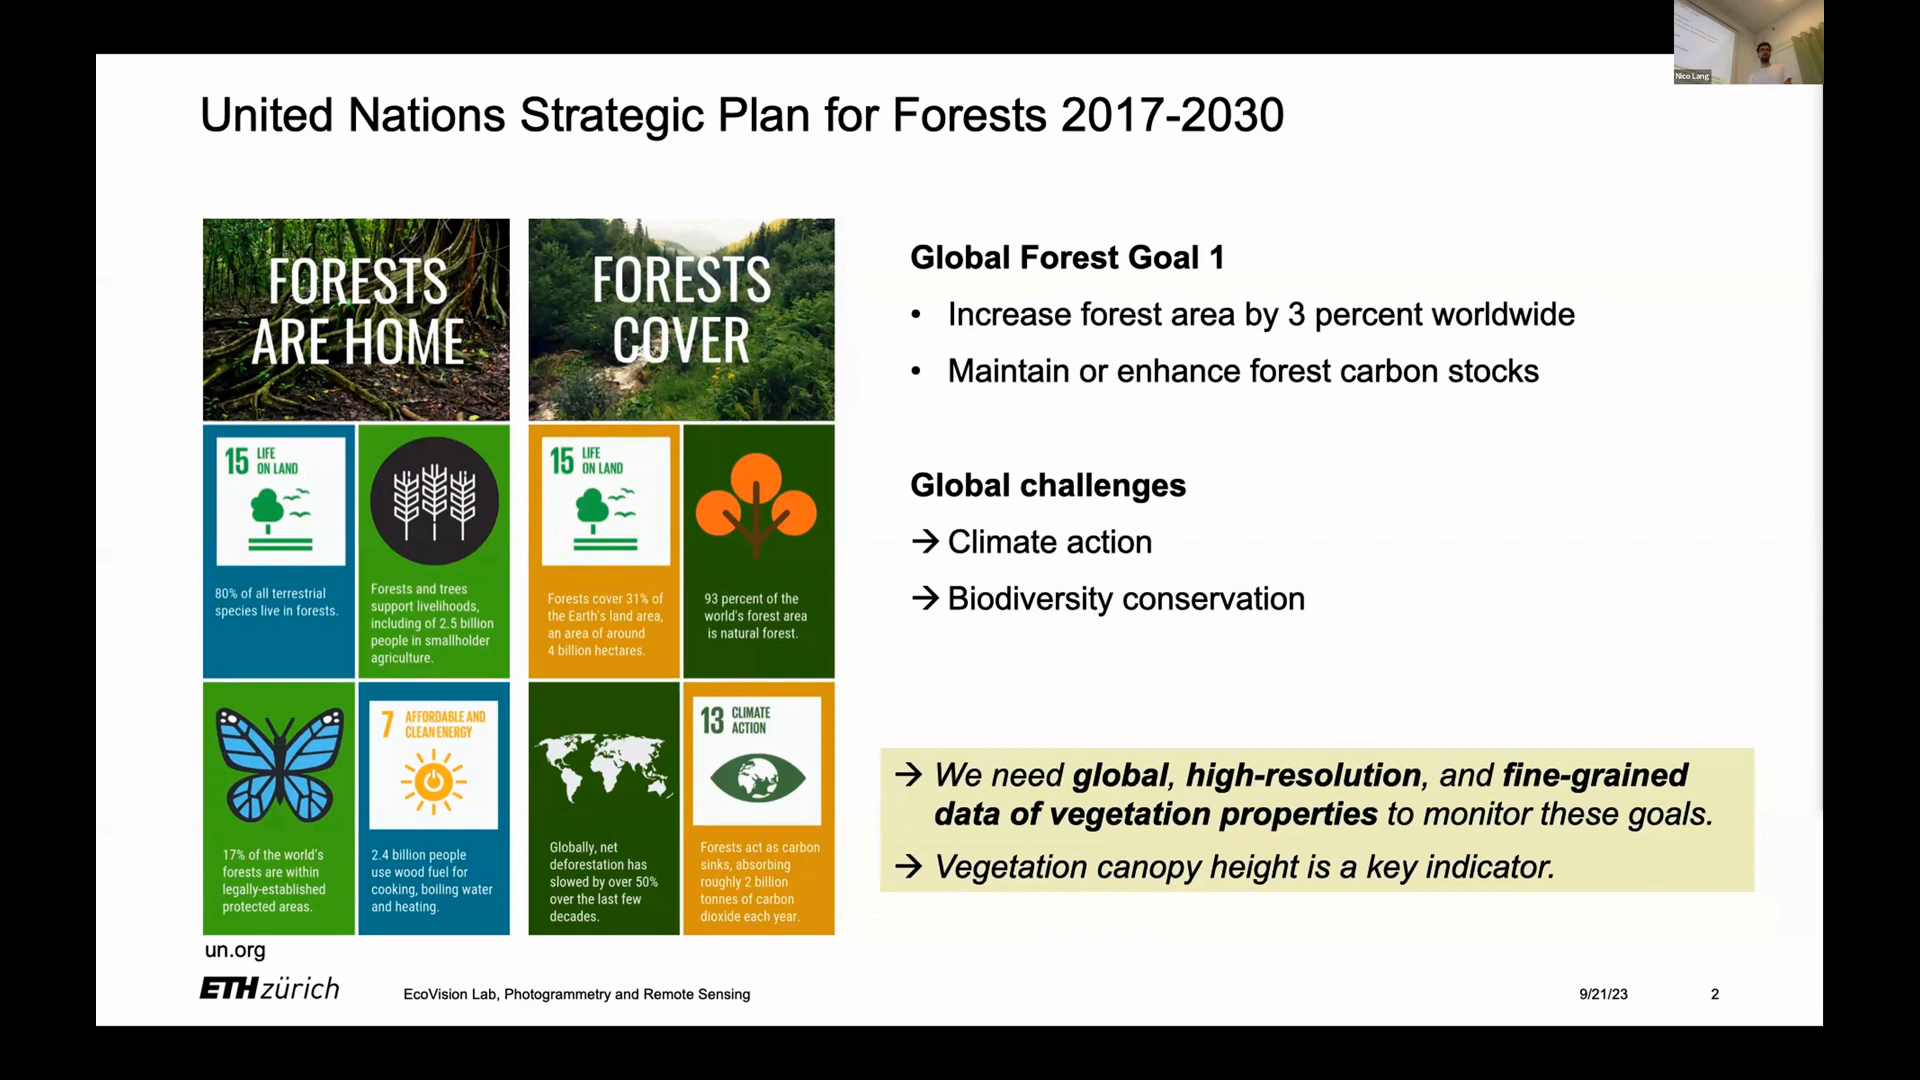 Nico Lang
United Nations Strategic Plan for Forests 2017-2030
FORESTS
ARE HOME
15 LIFE
ON LAND
80% of all terrestrial
species live in forests.
Forests and trees
support livelihoods,
including of 2.5 billion
people in smallholder
agriculture.
17% of the world's
forests are within
legally-established
protected areas.
7 AFFORDABLE AND
CLEAN ENERGY
2.4 billion people
use wood fuel for
cooking, boiling water
and heating.
FORESTS
COVER
15 LIFE
ON LAND
Forests cover 31% of
the Earth's land area,
an area of around
4 billion hectares.
93 percent of the
world's forest area
is natural forest.
Globally, net
deforestation has
slowed by over 50%
over the last few
decades.
13 CLIMATE
ACTION
Forests act as carbon
sinks, absorbing
roughly 2 billion
tonnes of carbon
dioxide each year.
un.org
Global Forest Goal 1
• Increase forest area by 3 percent worldwide
• Maintain or enhance forest carbon stocks
Global challenges
→ Climate action
→ Biodiversity conservation
→ We need global, high-resolution, and fine-grained
data of vegetation properties to monitor these goals.
→ Vegetation canopy height is a key indicator.
ETH zürich
EcoVision Lab, Photogrammetry and Remote Sensing
9/21/23
2